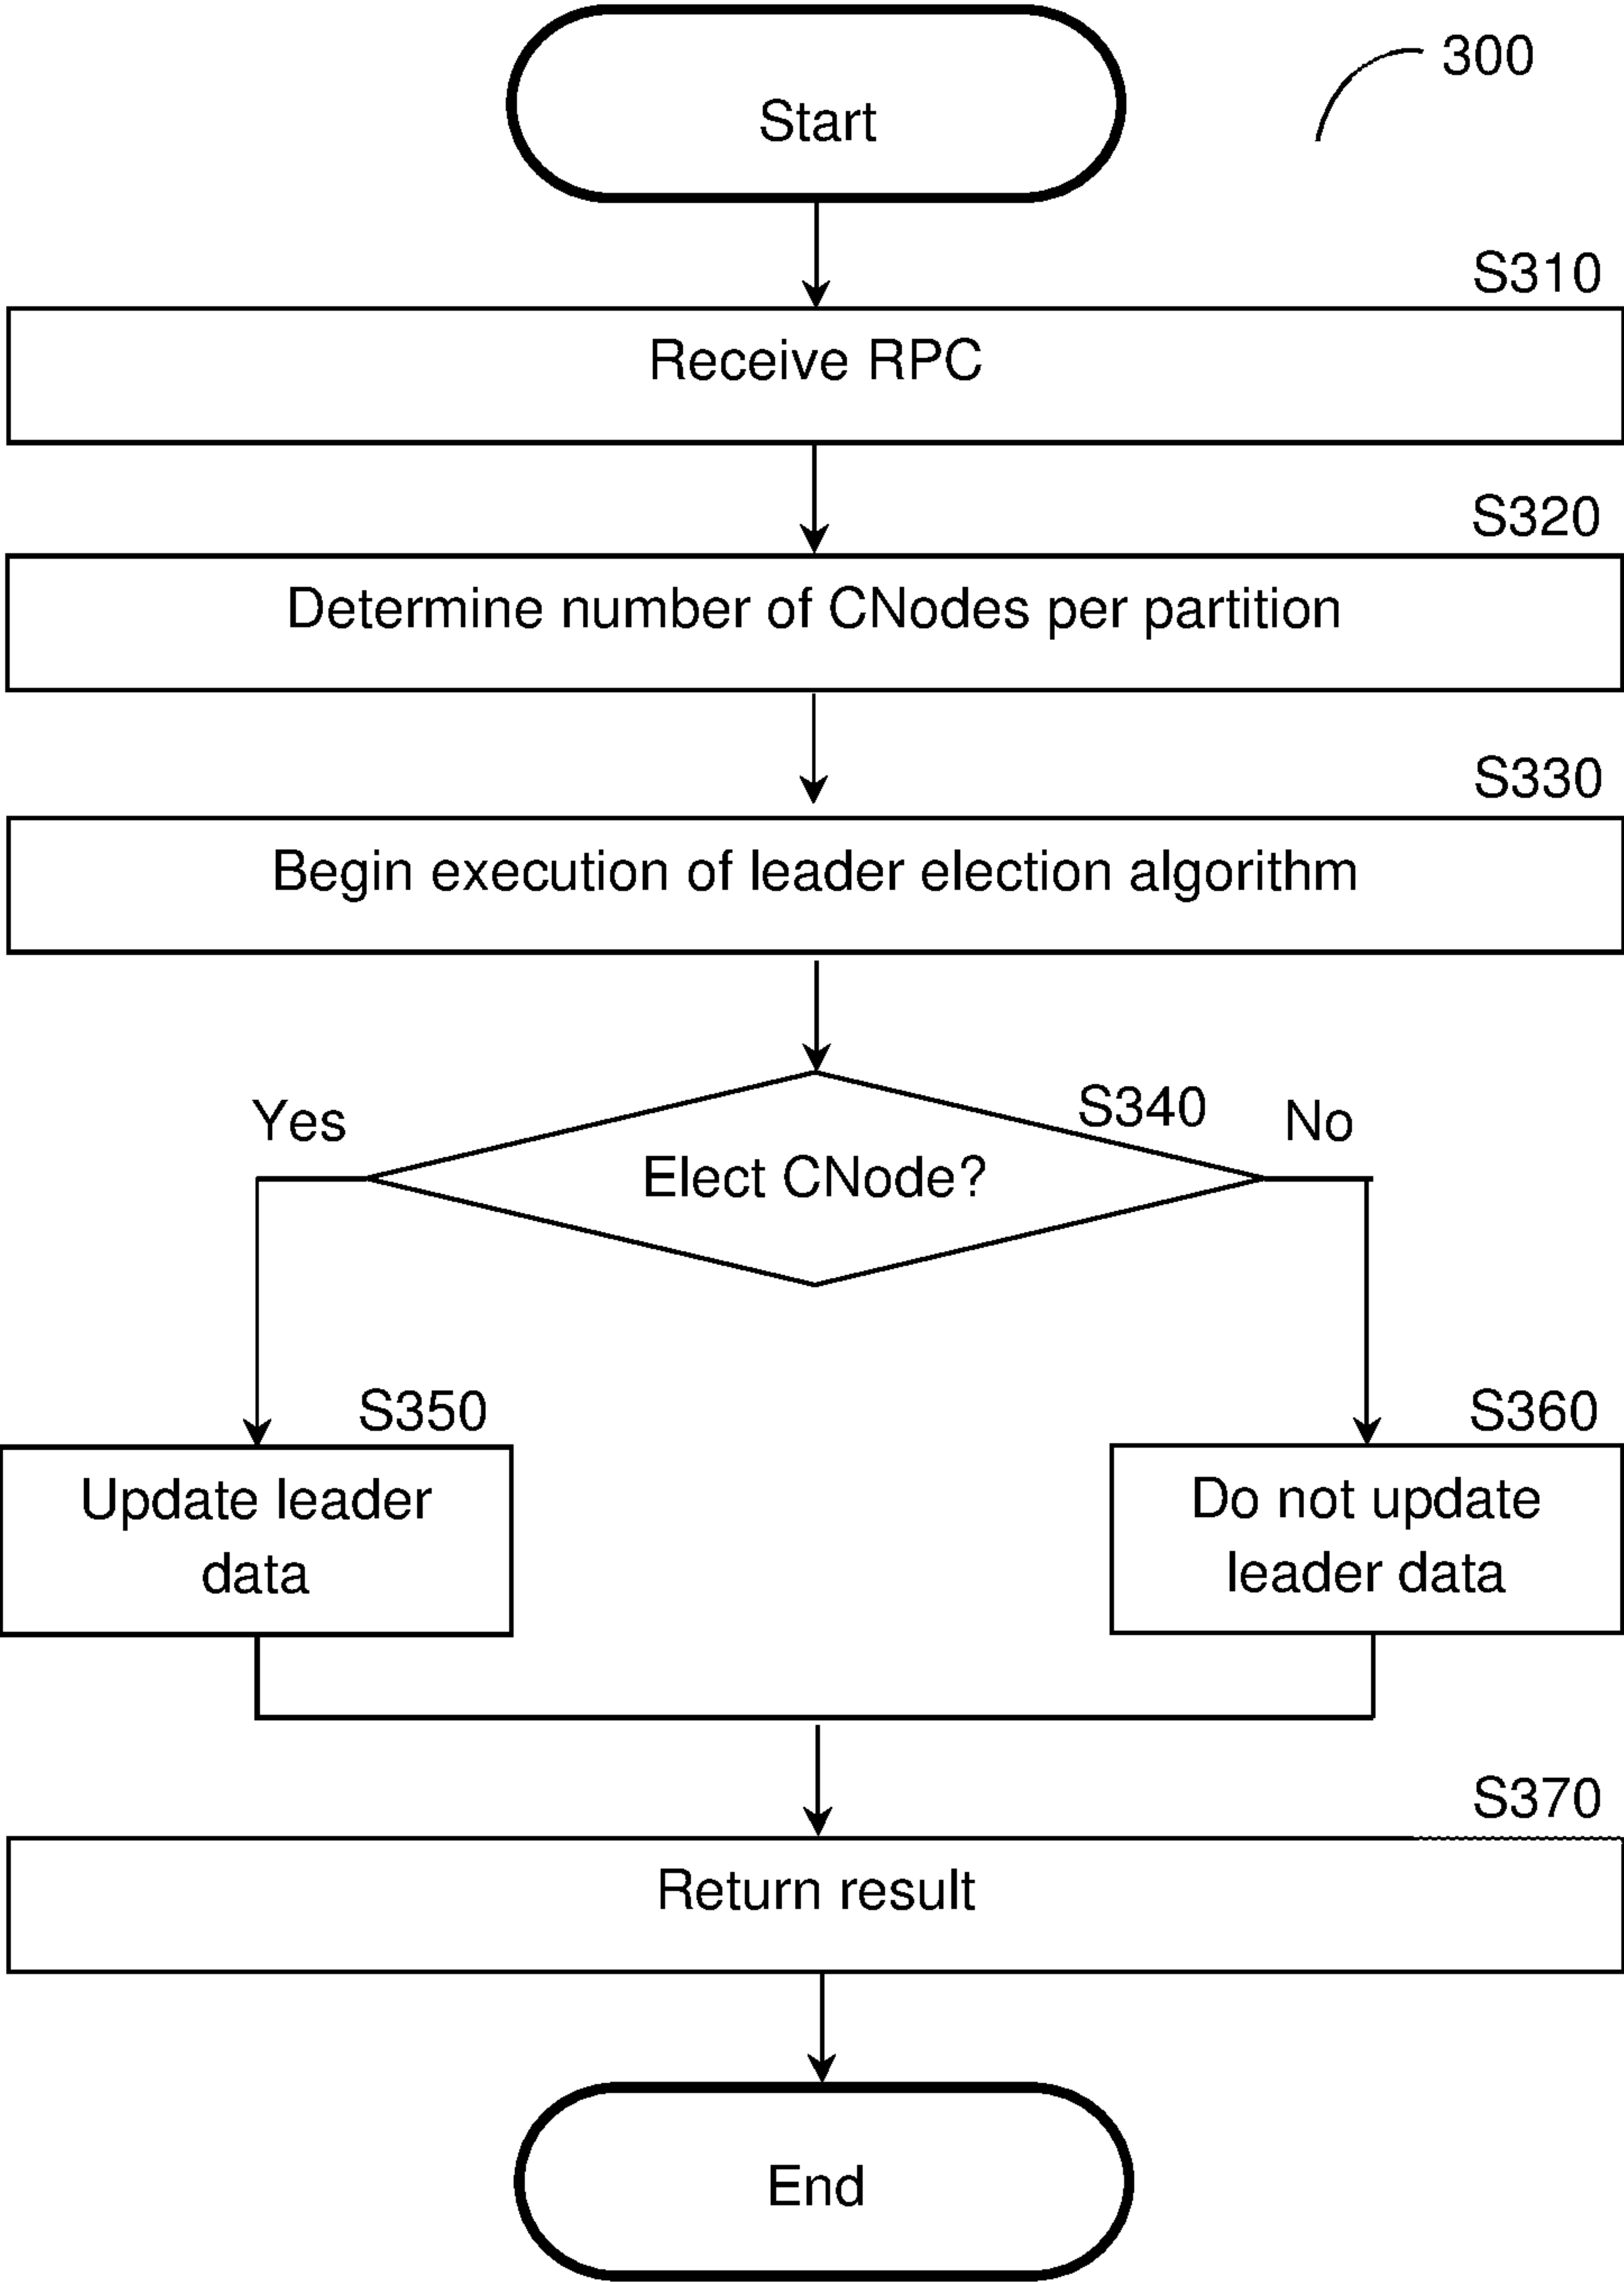 Start
300
S310
Receive RPC
S320
Determine number of CNodes per partition
S330
Begin execution of leader election algorithm
Yes
S340
No
Elect CNode?
S350
S360
Update leader
data
Do not update
leader data
S370
Return result
End